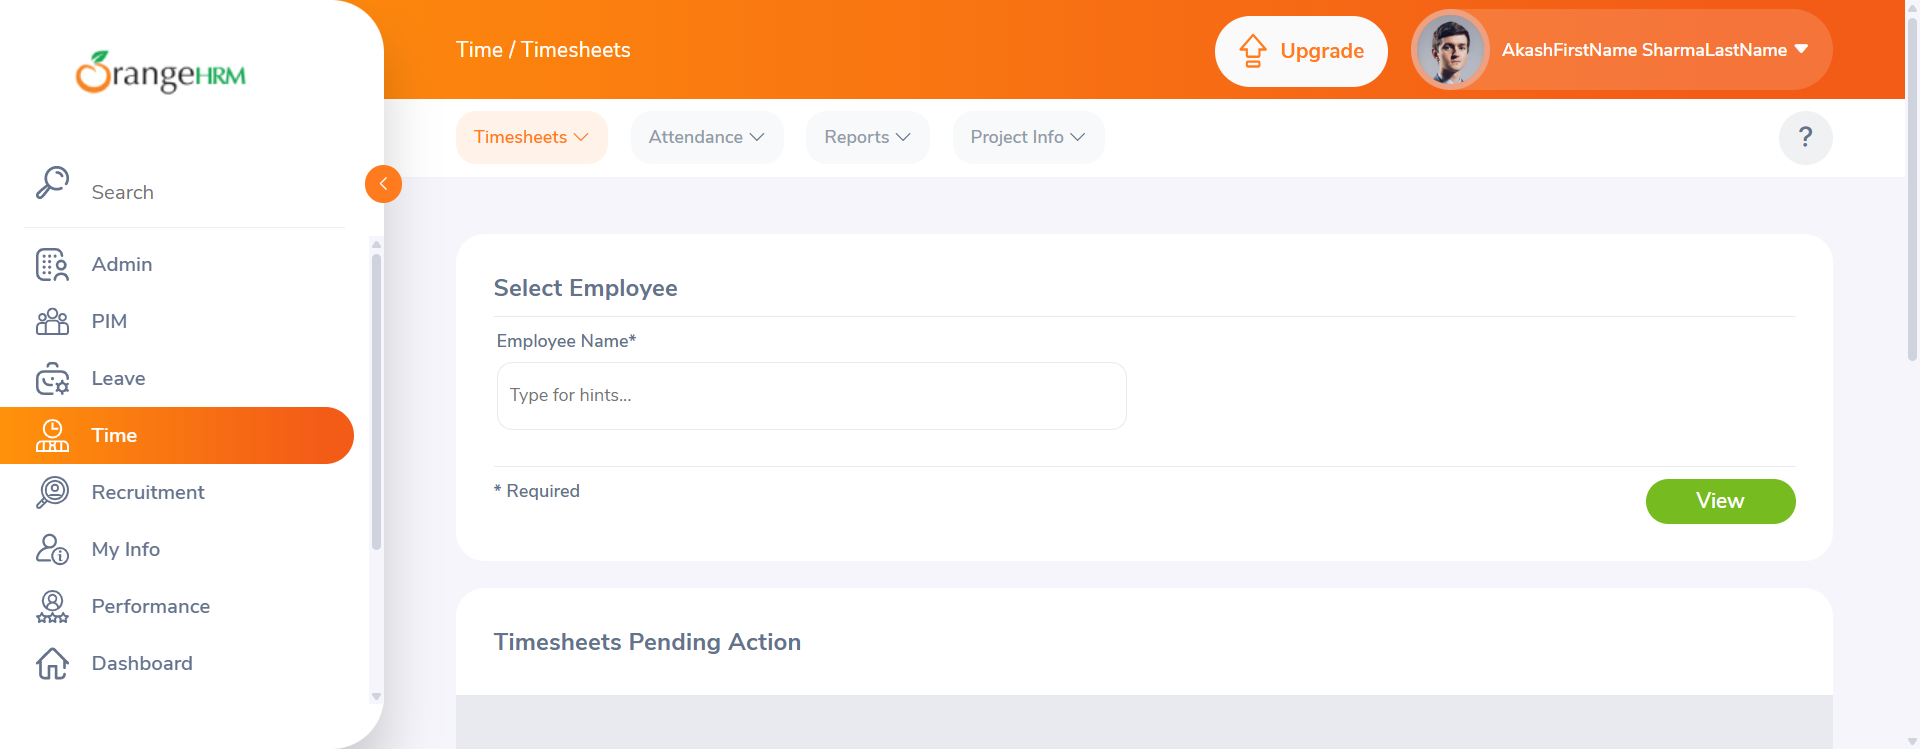 OrangeHRM
Time / Timesheets
Upgrade
AkashFirstName SharmaLastName
Timesheets
Attendance
Reports
Project Info
?
Search
Admin
PIM
Leave
Time
Recruitment
My Info
Performance
Dashboard
Select Employee
Employee Name*
Type for hints...
* Required
View
Timesheets Pending Action